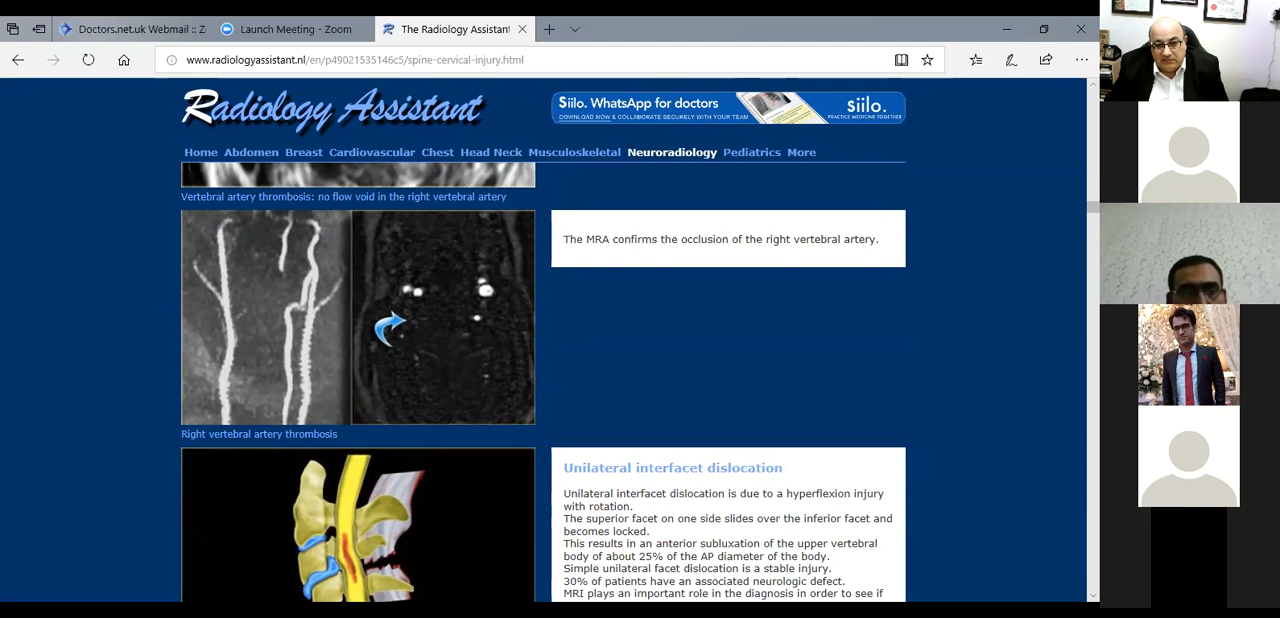 Doctors.net.uk Webmail :: Z
Launch Meeting - Zoom
The Radiology Assistant
www.radiologyassistant.nl/en/p49021535146c5/spine-cervical-injury.html
Radiology Assistant
Siilo. WhatsApp for doctors
DOWNLOAD NOW & COLLABORATE SECURELY WITH YOUR TEAM
siilo.
PRACTICE MEDICINE TOGETHER
Home Abdomen Breast Cardiovascular Chest Head Neck Musculoskeletal Neuroradiology Pediatrics More
Vertebral artery thrombosis: no flow void in the right vertebral artery
The MRA confirms the occlusion of the right vertebral artery.
Right vertebral artery thrombosis
Unilateral interfacet dislocation
Unilateral interfacet dislocation is due to a hyperflexion injury
with rotation.
The superior facet on one side slides over the inferior facet and
becomes locked.
This results in an anterior subluxation of the upper vertebral
body of about 25% of the AP diameter of the body.
Simple unilateral facet dislocation is a stable injury.
30% of patients have an associated neurologic defect.
MRI plays an important role in the diagnosis in order to see if